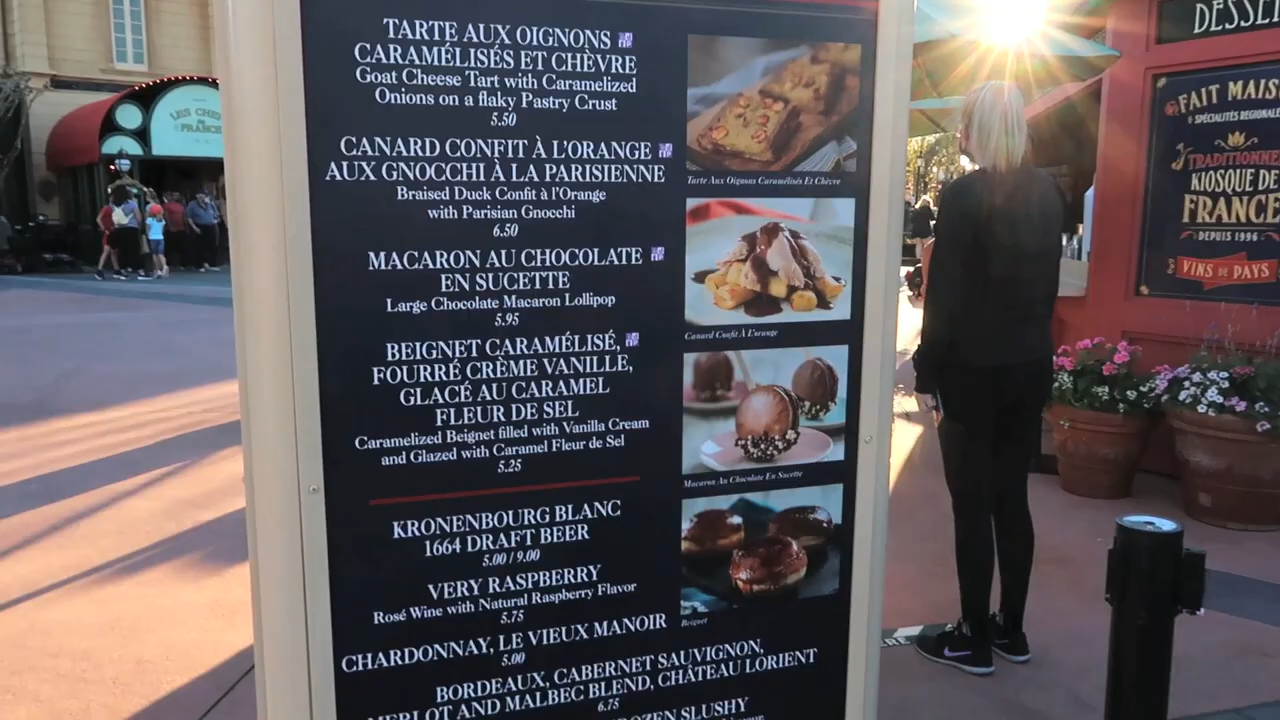 TARTE AUX OIGNONS
CARAMÉLISÉS ET CHÈVRE
Goat Cheese Tart with Caramelized
Onions on a flaky Pastry Crust
5.50
CANARD CONFIT À L'ORANGE
AUX GNOCCHI À LA PARISIENNE
Braised Duck Confit à l'Orange
with Parisian Gnocchi
6.50
MACARON AU CHOCOLATE
EN SUCETTE
Large Chocolate Macaron Lollipop
5.95
BEIGNET CARAMÉLISÉ,
FOURRÉ CRÈME VANILLE,
GLACÉ AU CARAMEL
FLEUR DE SEL
Caramelized Beignet filled with Vanilla Cream
and Glazed with Caramel Fleur de Sel
5.25
KRONENBOURG BLANC
1664 DRAFT BEER
5.00 / 9.00
VERY RASPBERRY
Rosé Wine with Natural Raspberry Flavor
5.75
CHARDONNAY, LE VIEUX MANOIR
5.00
BORDEAUX, CABERNET SAUVIGNON,
MERLOT AND MALBEC BLEND, CHÂTEAU LORIENT
6.75
SLUSHY
Tarte Aux Oignons Caramélisés Et Chèvre
Canard Confit À L'orange
Macaron Au Chocolate En Sucette
Beignet
LES CHE
de
FRANCE
DESSE
FAIT MAIS
& SPÉCIALITÉS REGIONALE
TRADITIONNE
KIOSQUE DE
FRANCE
DEPUIS 1996
VINS DE PAYS